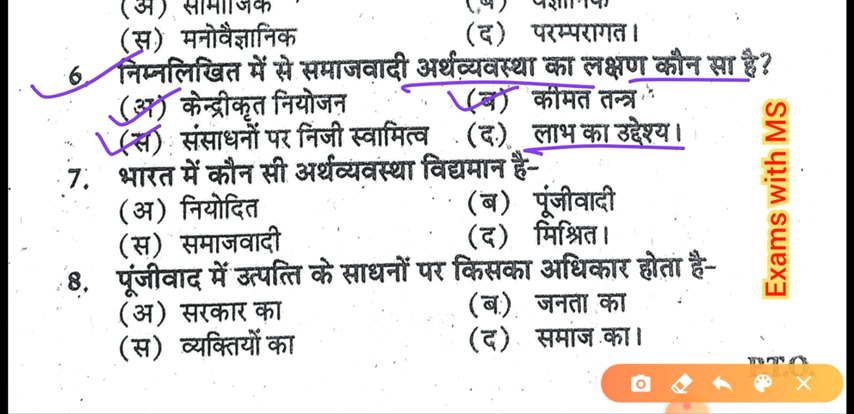 (अ) सामाजिक (ब) वैज्ञानिक
(स) मनोवैज्ञानिक (द) परम्परागत।
6. निम्नलिखित में से समाजवादी अर्थव्यवस्था का लक्षण कौन सा है?
(अ) केन्द्रीकृत नियोजन (ब) कीमत तन्त्र
(स) संसाधनों पर निजी स्वामित्व (द) लाभ का उद्देश्य।
7. भारत में कौन सी अर्थव्यवस्था विद्यमान है-
(अ) नियोदित (ब) पूंजीवादी
(स) समाजवादी (द) मिश्रित।
8. पूंजीवाद में उत्पत्ति के साधनों पर किसका अधिकार होता है-
(अ) सरकार का (ब) जनता का
(स) व्यक्तियों का (द) समाज का।
P.T.O.
Exams with MS